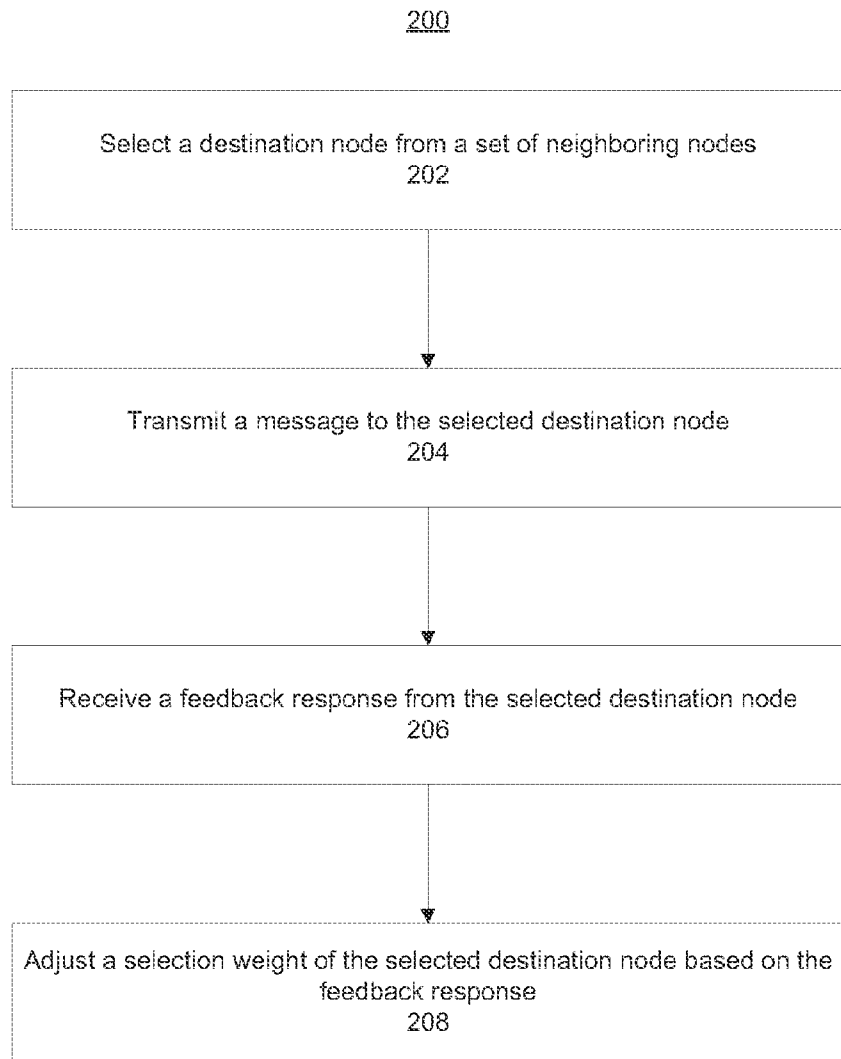 200
Select a destination node from a set of neighboring nodes
202
Transmit a message to the selected destination node
204
Receive a feedback response from the selected destination node
206
Adjust a selection weight of the selected destination node based on the
feedback response
208